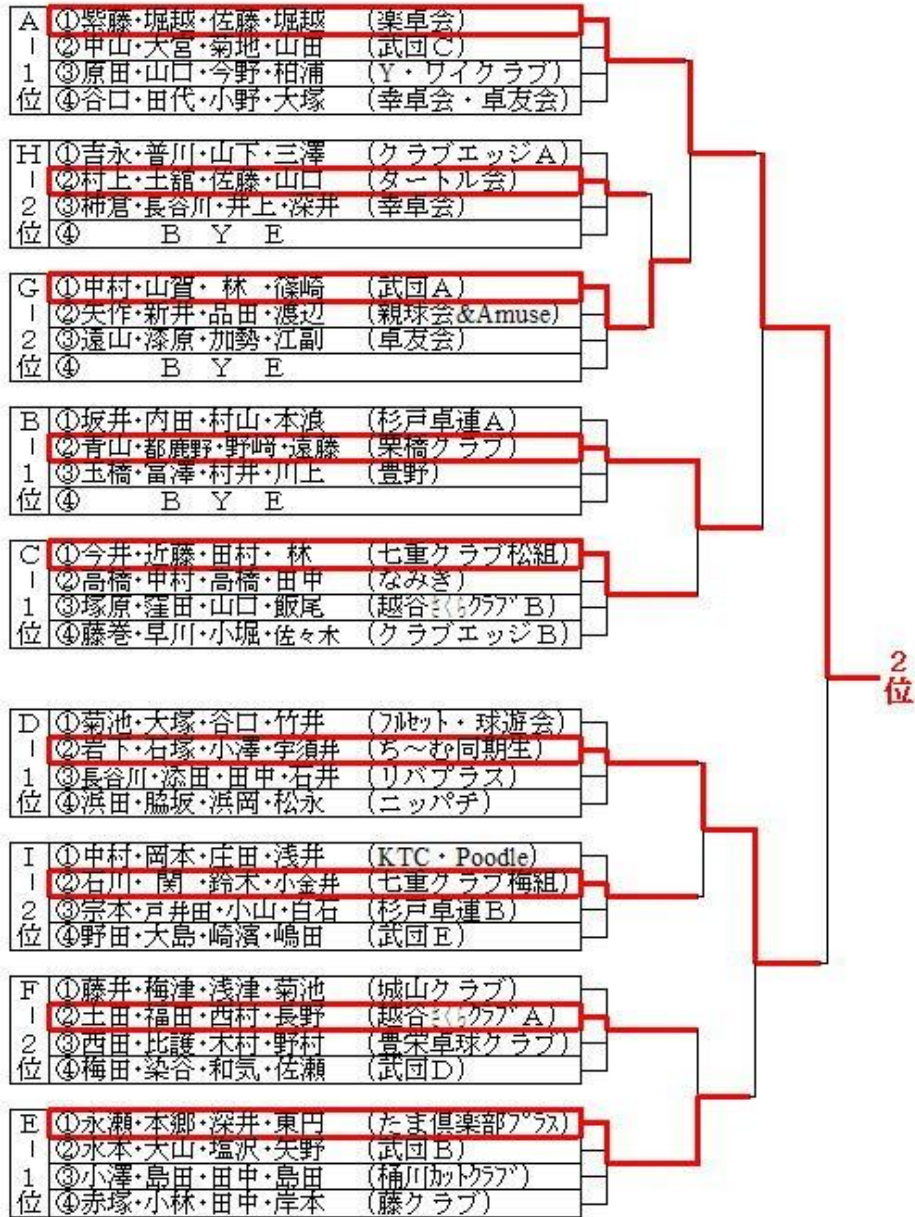 A-1位
①紫藤・堀越・佐藤・堀越 (楽卓会)
②中山・大宮・菊地・山田 (武団C)
③原田・山口・今野・柏浦 (Y・ワイクラブ)
④谷口・田代・小野・大塚 (幸卓会・卓友会)
H-2位
①吉永・普川・山下・三澤 (クラブエッジA)
②村上・土舘・佐藤・山口 (タートル会)
③柿倉・長谷川・井上・深井 (幸卓会)
④ B Y E
G-2位
①中村・山賀・林・篠崎 (武団A)
②矢作・新井・品田・渡辺 (親球会&Amuse)
③遠山・漆原・加勢・江副 (卓友会)
④ B Y E
B-1位
①坂井・内田・村山・本浪 (杉戸卓連A)
②青山・都鹿野・野﨑・遠藤 (栗橋クラブ)
③玉橋・富澤・村井・川上 (豊野)
④ B Y E
C-1位
①今井・近藤・田村・林 (七重クラブ松組)
②高橋・中村・高橋・田中 (なみき)
③塚原・窪田・山口・飯尾 (越谷さくらクラブB)
④藤巻・早川・小堀・佐々木 (クラブエッジB)
2位
D-1位
①菊池・大塚・谷口・竹井 (フルセット・球遊会)
②岩下・石塚・小澤・宇須井 (ち～む同期生)
③長谷川・添田・田中・石井 (リバプラス)
④浜田・脇坂・浜岡・松永 (ニッパチ)
I-2位
①中村・岡本・庄田・浅井 (KTC・Poodle)
②石川・関・鈴木・小金井 (七重クラブ梅組)
③宗本・戸井田・小山・白石 (杉戸卓連B)
④野田・大島・崎濱・嶋田 (武団E)
F-2位
①藤井・梅津・浅津・菊池 (城山クラブ)
②土田・福田・西村・長野 (越谷さくらクラブA)
③西田・比護・木村・野村 (豊栄卓球クラブ)
④梅田・染谷・和気・佐瀬 (武団D)
E-1位
①永瀬・本郷・深井・東円 (たま倶楽部プラス)
②水本・大山・塩沢・矢野 (武団B)
③小澤・島田・田中・島田 (桶川カットクラブ)
④赤塚・小林・田中・岸本 (藤クラブ)